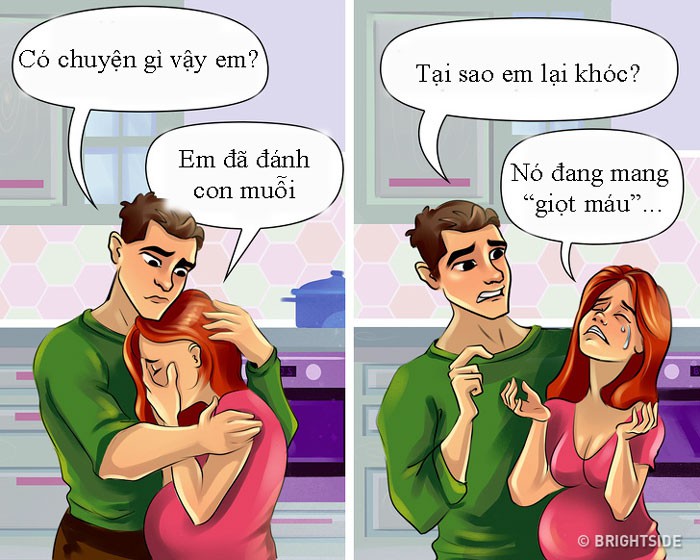 Có chuyện gì vậy em?
Em đã đánh
con muỗi
Tại sao em lại khóc?
Nó đang mang
“giọt máu”...
© BRIGHTSIDE